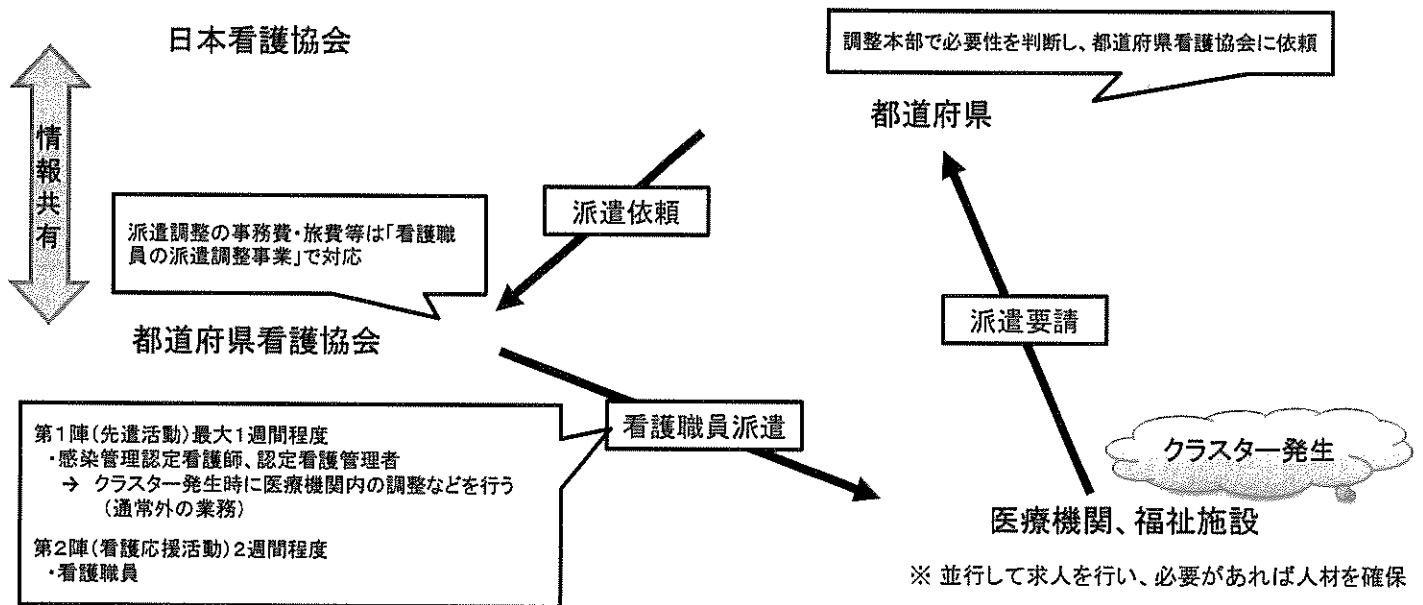 日本看護協会
調整本部で必要性を判断し、都道府県看護協会に依頼
都道府県
情報共有
派遣依頼
派遣調整の事務費・旅費等は「看護職
員の派遣調整事業」で対応
派遣要請
都道府県看護協会
看護職員派遣
第1陣(先遣活動)最大1週間程度
・感染管理認定看護師、認定看護管理者
→ クラスター発生時に医療機関内の調整などを行う
(通常外の業務)
第2陣(看護応援活動)2週間程度
・看護職員
クラスター発生
医療機関、福祉施設
※ 並行して求人を行い、必要があれば人材を確保